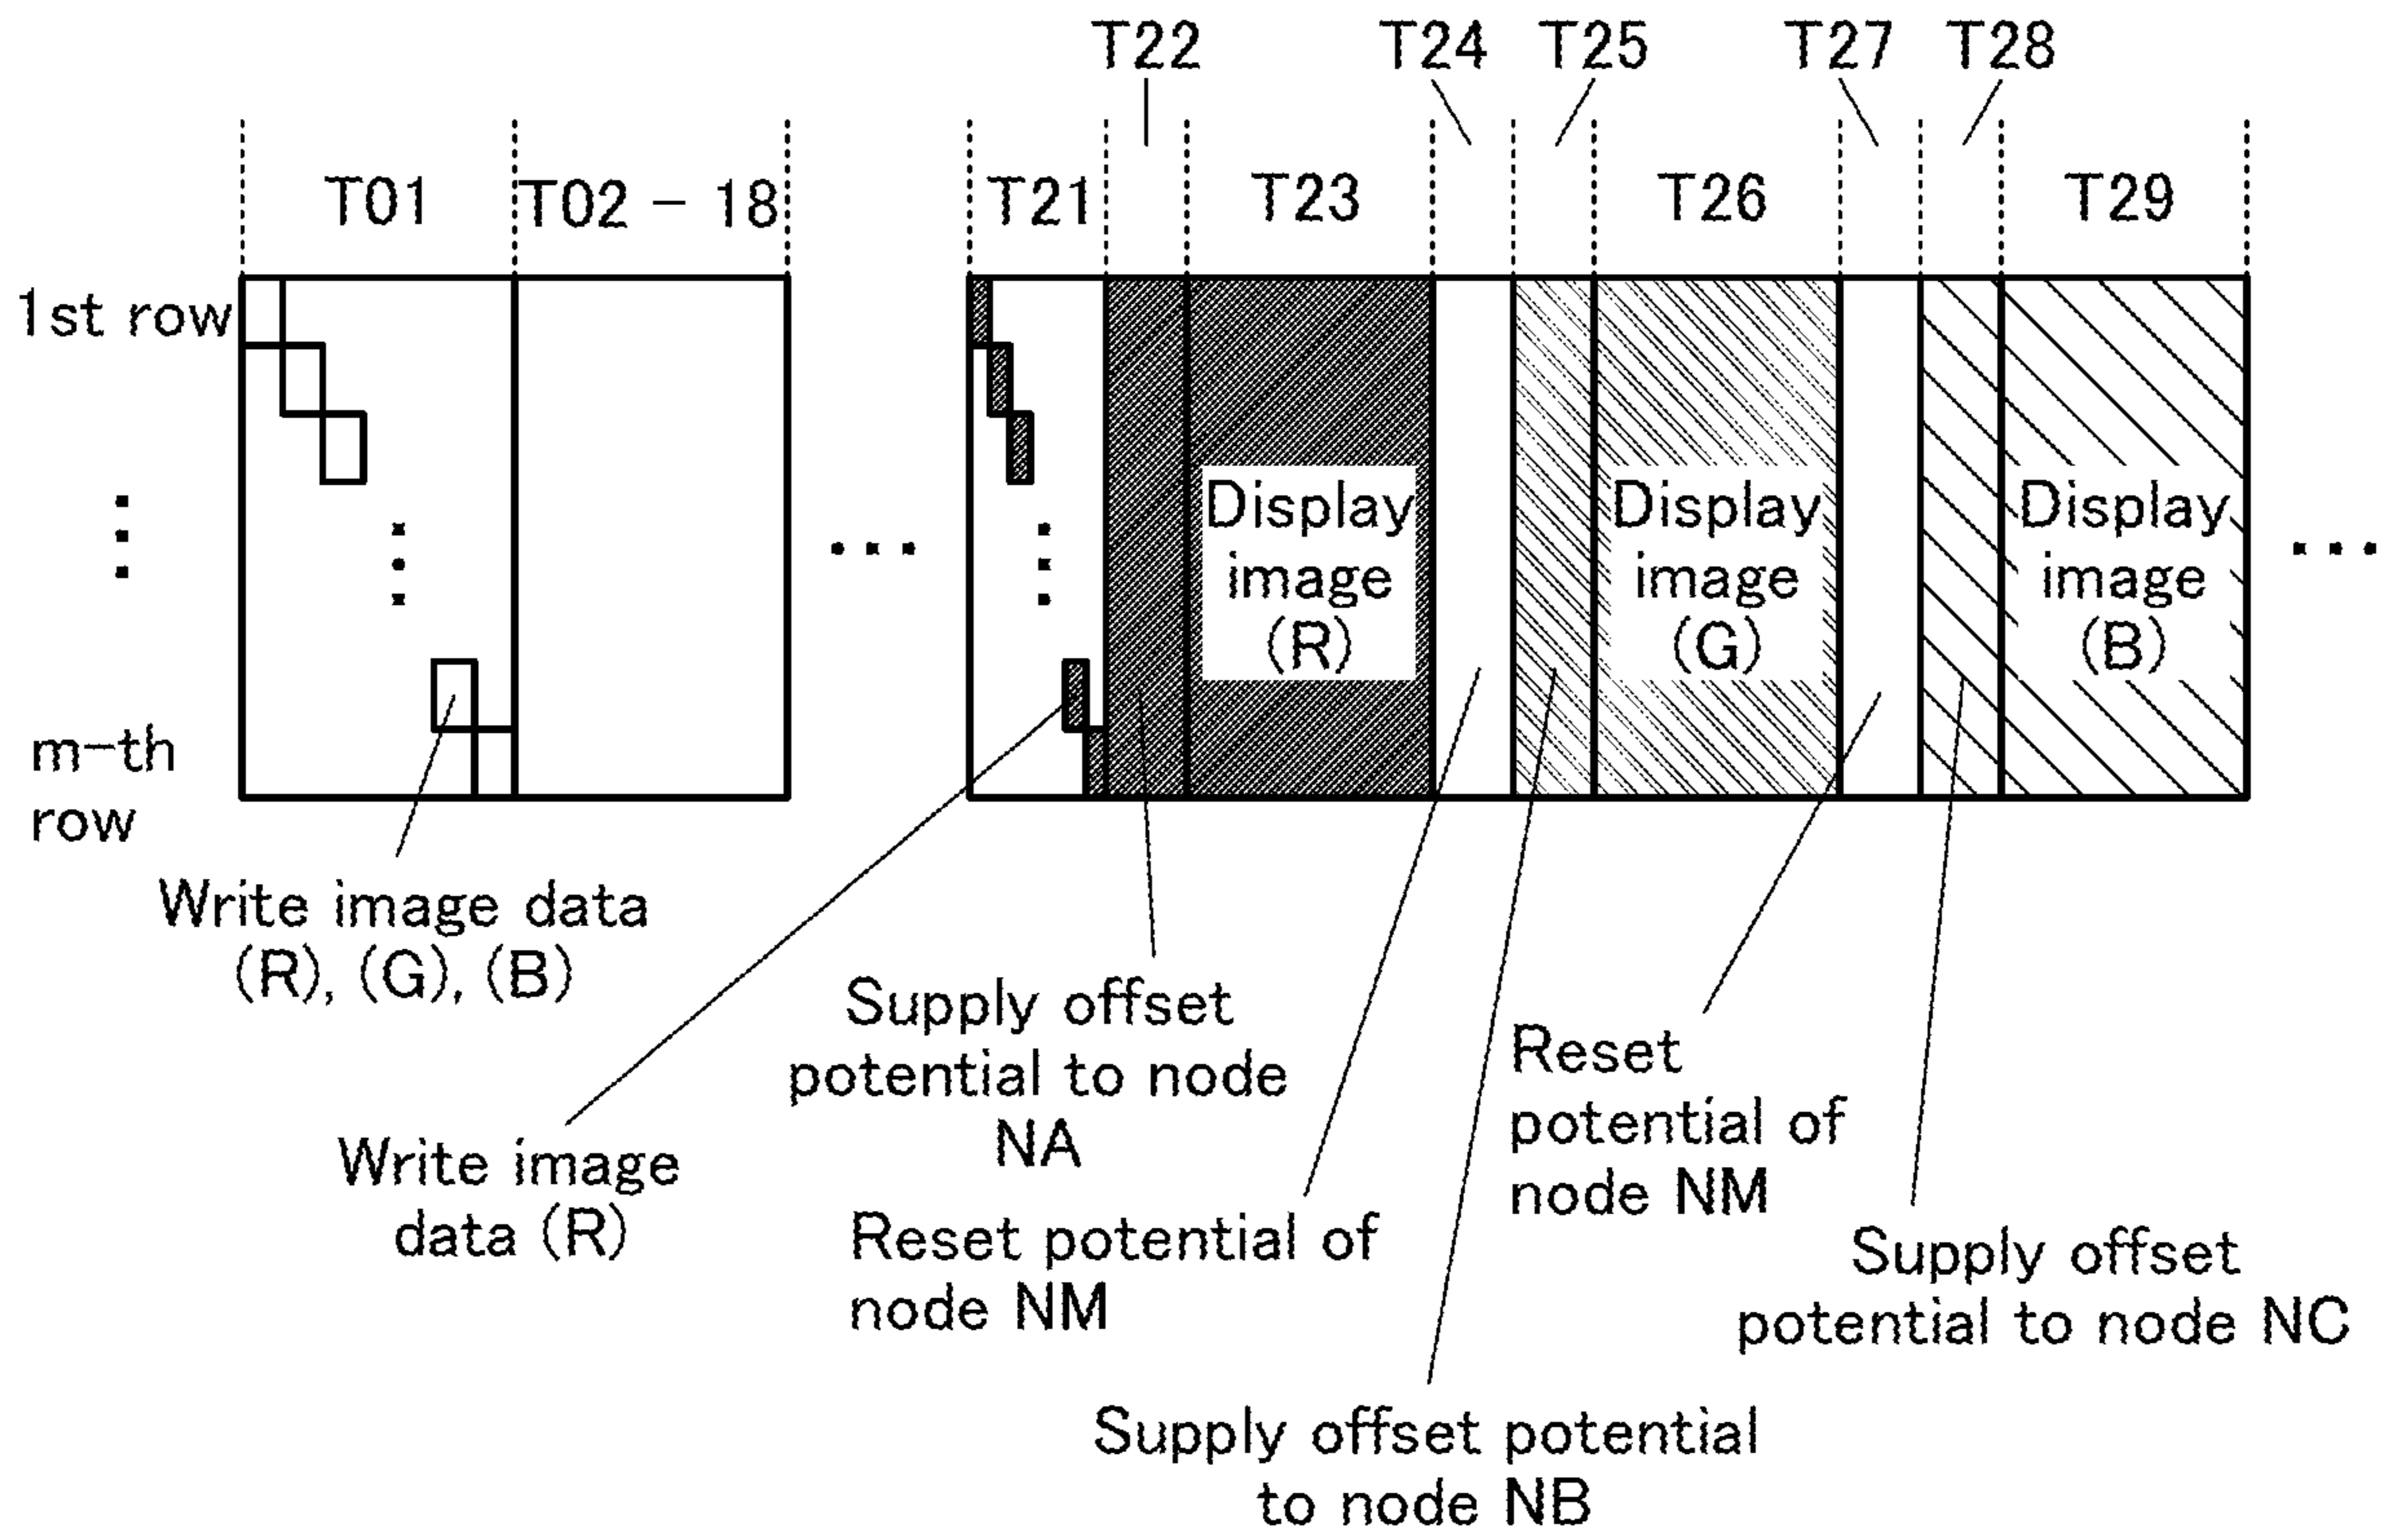 T22
T24
T25
T27
T28
T01
T02 - 18
T21
T23
T26
T29
1st row
Display
image
(R)
Display
image
(G)
Display
image
(B)
m-th
row
Write image data
(R), (G), (B)
Write image
data (R)
Supply offset
potential to node
NA
Reset potential of
node NM
Supply offset potential
to node NB
Reset
potential of
node NM
Supply offset
potential to node NC